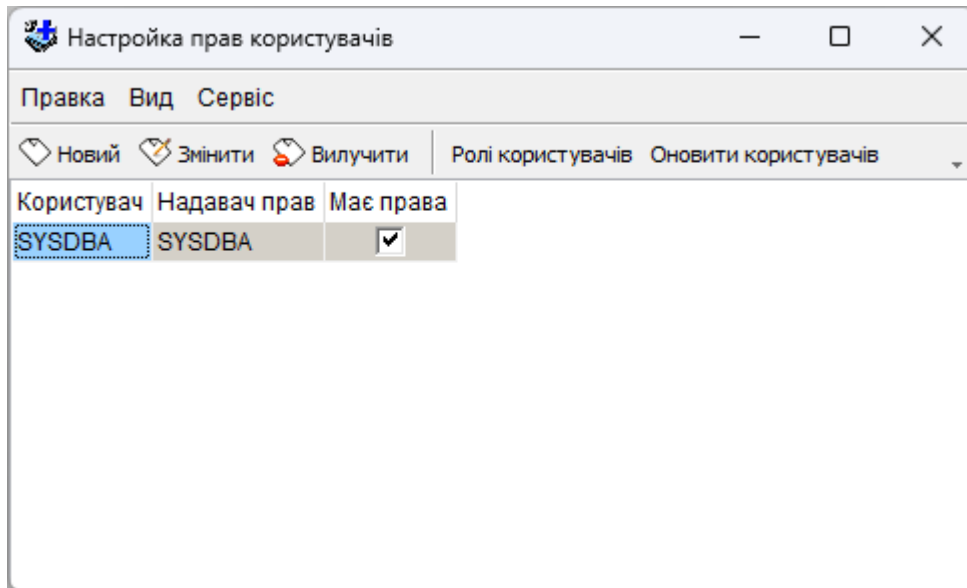 Настройка прав користувачів
Правка Вид Сервіс
Новий Змінити Вилучити Ролі користувачів Оновити користувачів
Користувач Надавач прав Має права
SYSDBA SYSDBA